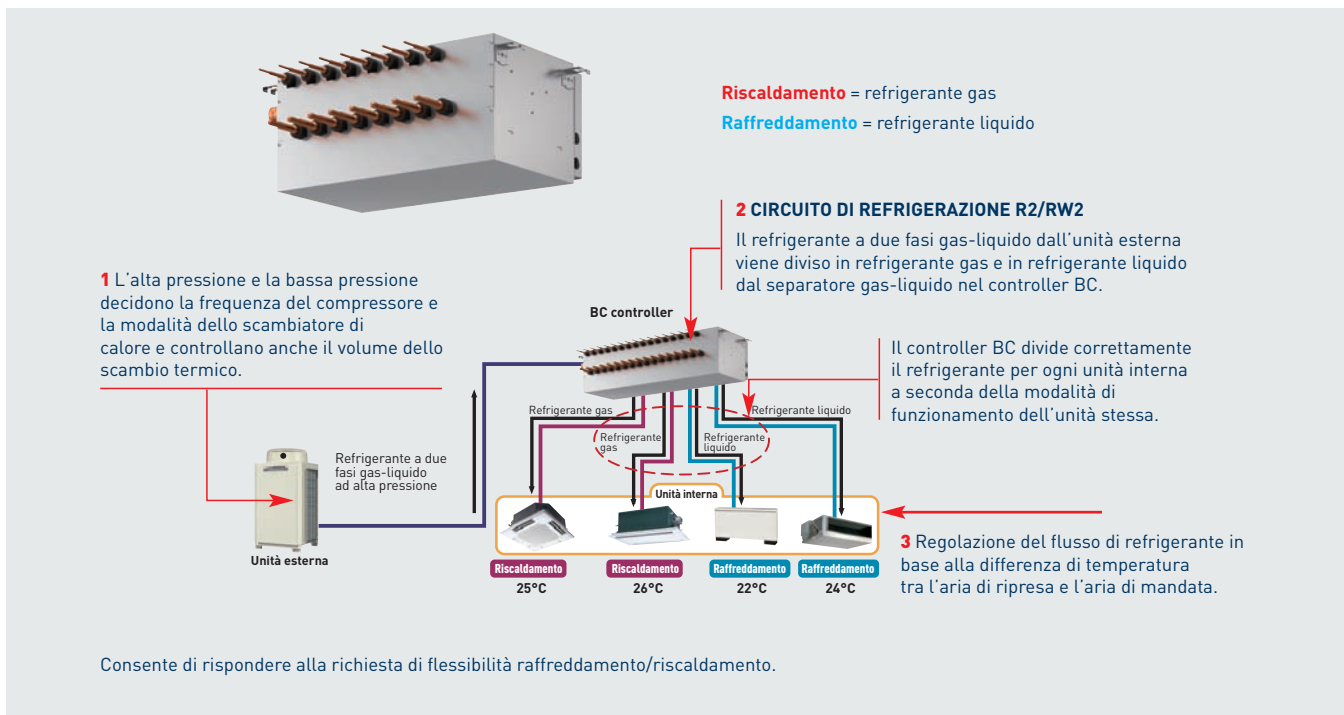 Riscaldamento = refrigerante gas
Raffreddamento = refrigerante liquido
2 CIRCUITO DI REFRIGERAZIONE R2/RW2
Il refrigerante a due fasi gas-liquido dall'unità esterna
viene diviso in refrigerante gas e in refrigerante liquido
dal separatore gas-liquido nel controller BC.
1 L'alta pressione e la bassa pressione
decidono la frequenza del compressore e
la modalità dello scambiatore di
calore e controllano anche il volume dello
scambio termico.
BC controller
Il controller BC divide correttamente
il refrigerante per ogni unità interna
a seconda della modalità di
funzionamento dell'unità stessa.
Refrigerante gas
Refrigerante liquido
Refrigerante
gas
Refrigerante
liquido
Refrigerante a due
fasi gas-liquido
ad alta pressione
Unità esterna
Unità interna
Riscaldamento
25°C
Riscaldamento
26°C
Raffreddamento
22°C
Raffreddamento
24°C
3 Regolazione del flusso di refrigerante in
base alla differenza di temperatura
tra l'aria di ripresa e l'aria di mandata.
Consente di rispondere alla richiesta di flessibilità raffreddamento/riscaldamento.